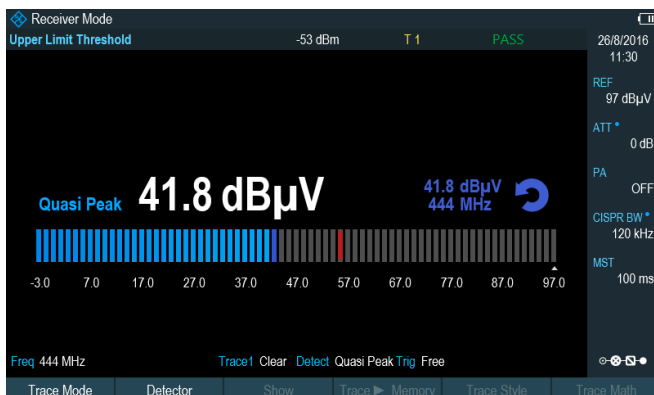 Receiver Mode
Upper Limit Threshold -53 dBm T 1 PASS 26/8/2016
11:30
REF
97 dBµV
ATT
0 dB
PA
OFF
CISPR BW
120 kHz
MST
100 ms
Quasi Peak 41.8 dBµV
41.8 dBµV
444 MHz
-3.0 7.0 17.0 27.0 37.0 47.0 57.0 67.0 77.0 87.0 97.0
Freq 444 MHz Trace1 Clear Detect Quasi Peak Trig Free
Trace Mode Detector Show Trace ► Memory Trace Style Trace Math